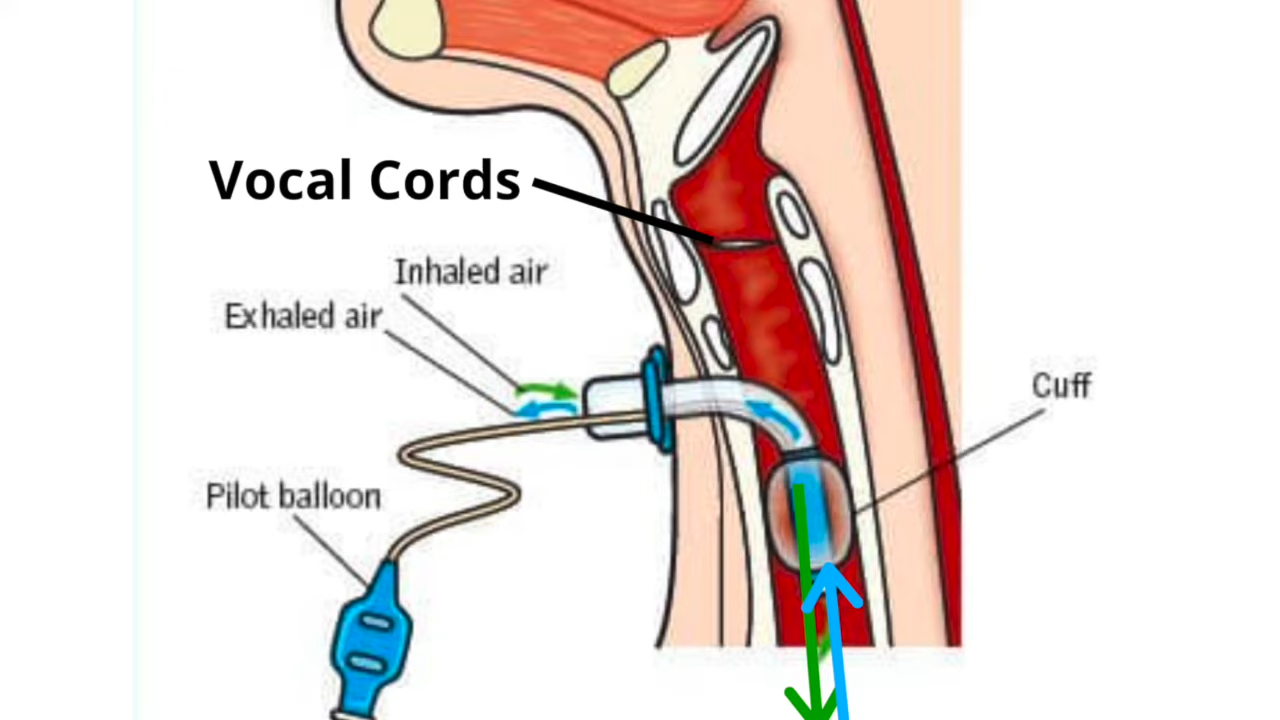 Vocal Cords
Inhaled air
Exhaled air
Cuff
Pilot balloon